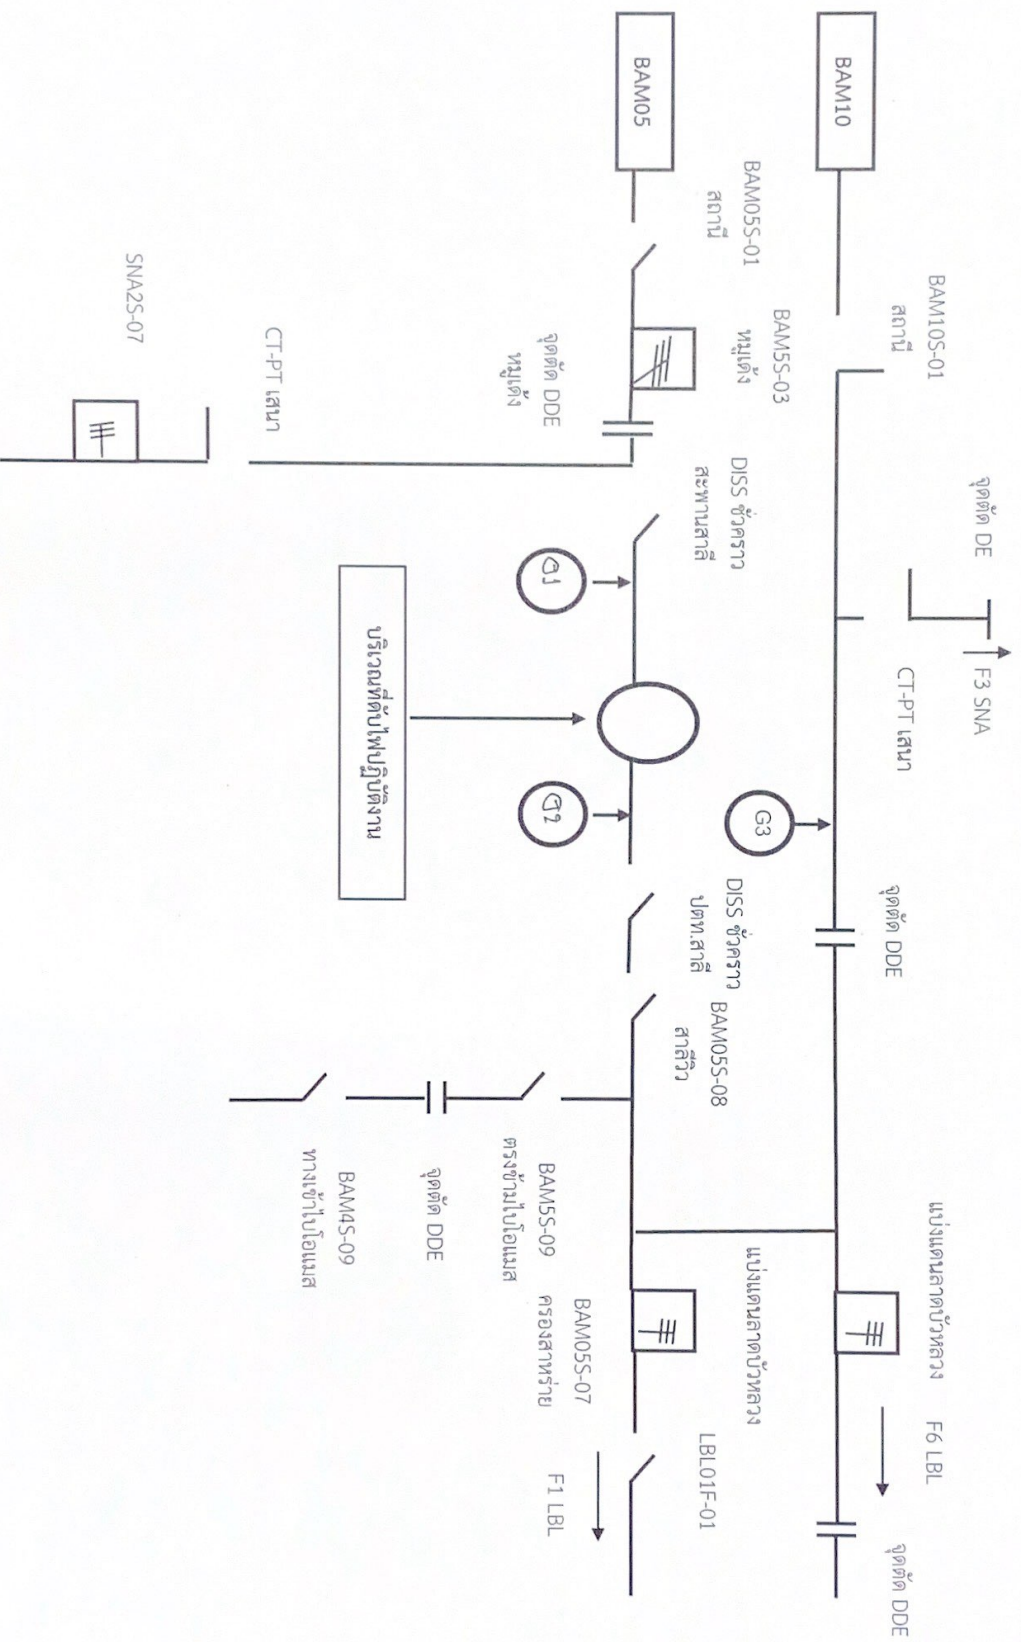 BAM10
BAM10S-01
สถานี
จุดตัด DE
F3 SNA
CT-PT เสนา
G3
จุดตัด DDE
แบ่งแดนลาดบัวหลวง
F6 LBL
จุดตัด DDE
BAM05
BAM05S-01
สถานี
BAM5S-03
หมูเด้ง
จุดตัด DDE
หมูเด้ง
DISS ชั่วคราว
สะพานสาลี
G1
G2
DISS ชั่วคราว
ปตท.สาลี
BAM05S-08
สาลีวิว
แบ่งแดนลาดบัวหลวง
BAM05S-07
ครองสาหร่าย
LBL01F-01
F1 LBL
BAM5S-09
ตรงข้ามไบโอแมส
จุดตัด DDE
BAM4S-09
ทางเข้าไบโอแมส
CT-PT เสนา
SNA2S-07
บริเวณที่ดับไฟปฏิบัติงาน